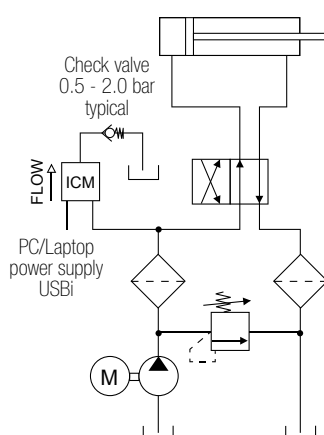 Check valve
0.5 - 2.0 bar
typical
FLOW
ICM
PC/Laptop
power supply
USBi
M